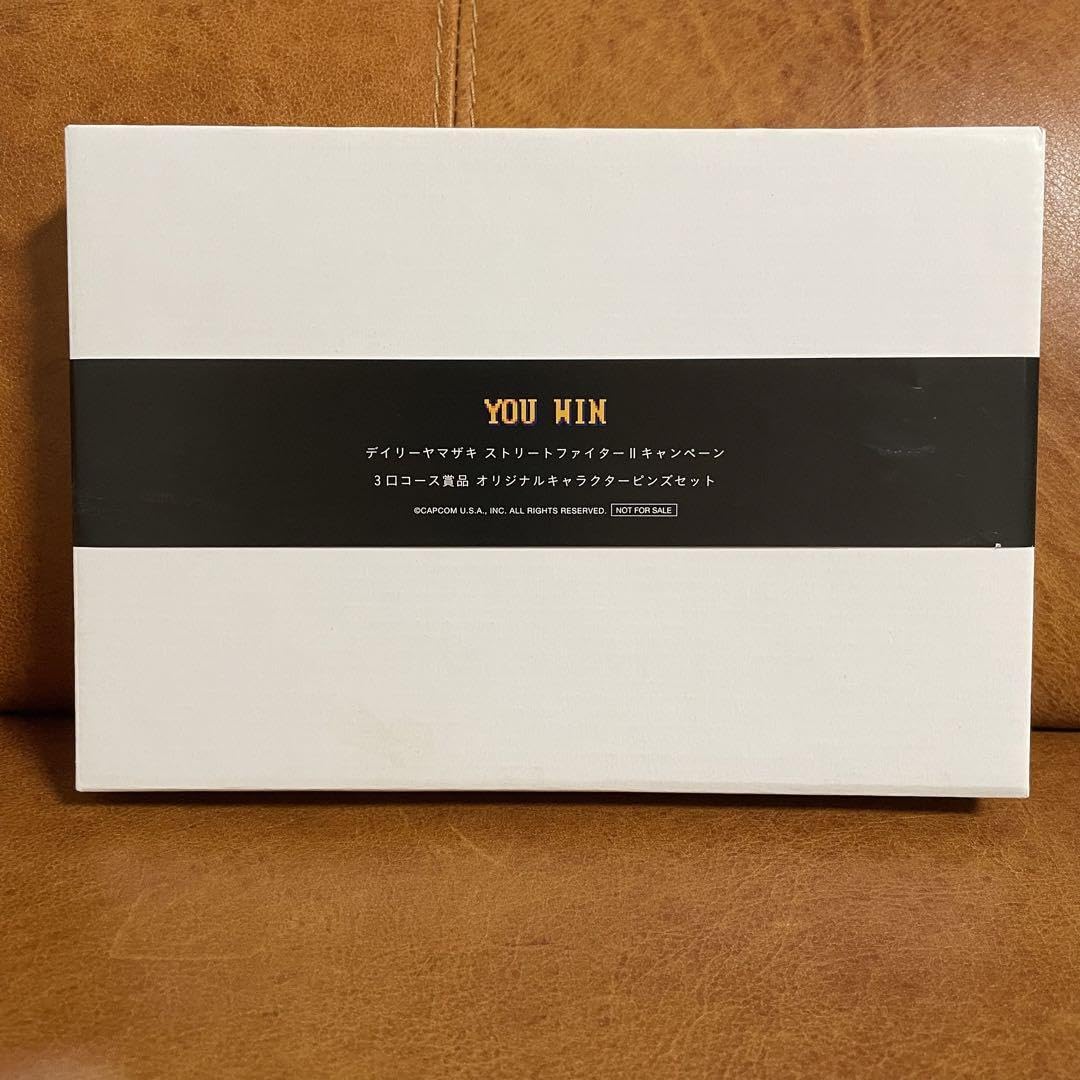 YOU WIN
デイリーヤマザキ ストリートファイターⅡキャンペーン
3口コース賞品 オリジナルキャラクターピンズセット
©CAPCOM U.S.A., INC. ALL RIGHTS RESERVED. NOT FOR SALE